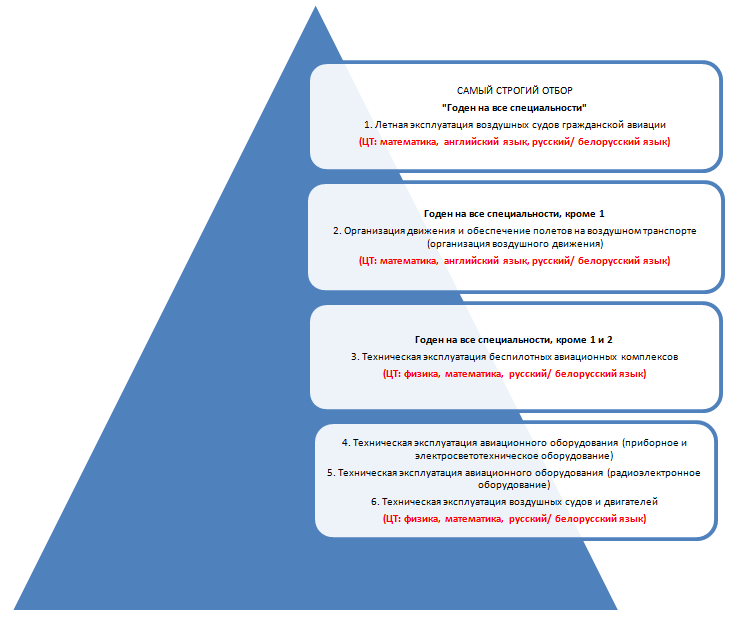 САМЫЙ СТРОГИЙ ОТБОР
"Годен на все специальности"
1. Летная эксплуатация воздушных судов гражданской авиации
(ЦТ: математика, английский язык, русский/ белорусский язык)
Годен на все специальности, кроме 1
2. Организация движения и обеспечение полетов на воздушном транспорте
(организация воздушного движения)
(ЦТ: математика, английский язык, русский/ белорусский язык)
Годен на все специальности, кроме 1 и 2
3. Техническая эксплуатация беспилотных авиационных комплексов
(ЦТ: физика, математика, русский/ белорусский язык)
4. Техническая эксплуатация авиационного оборудования (приборное и
электросветотехническое оборудование)
5. Техническая эксплуатация авиационного оборудования (радиоэлектронное
оборудование)
6. Техническая эксплуатация воздушных судов и двигателей
(ЦТ: физика, математика, русский/ белорусский язык)